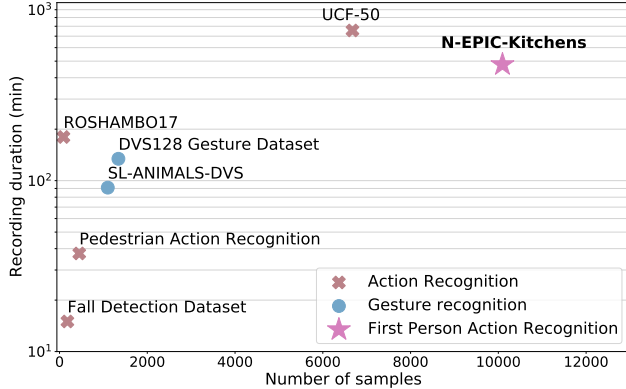 10³
UCF-50
N-EPIC-Kitchens
ROSHAMBO17
DVS128 Gesture Dataset
10²
SL-ANIMALS-DVS
Pedestrian Action Recognition
Fall Detection Dataset
10¹
Action Recognition
Gesture recognition
First Person Action Recognition
0 2000 4000 6000 8000 10000 12000
Number of samples
Recording duration (min)